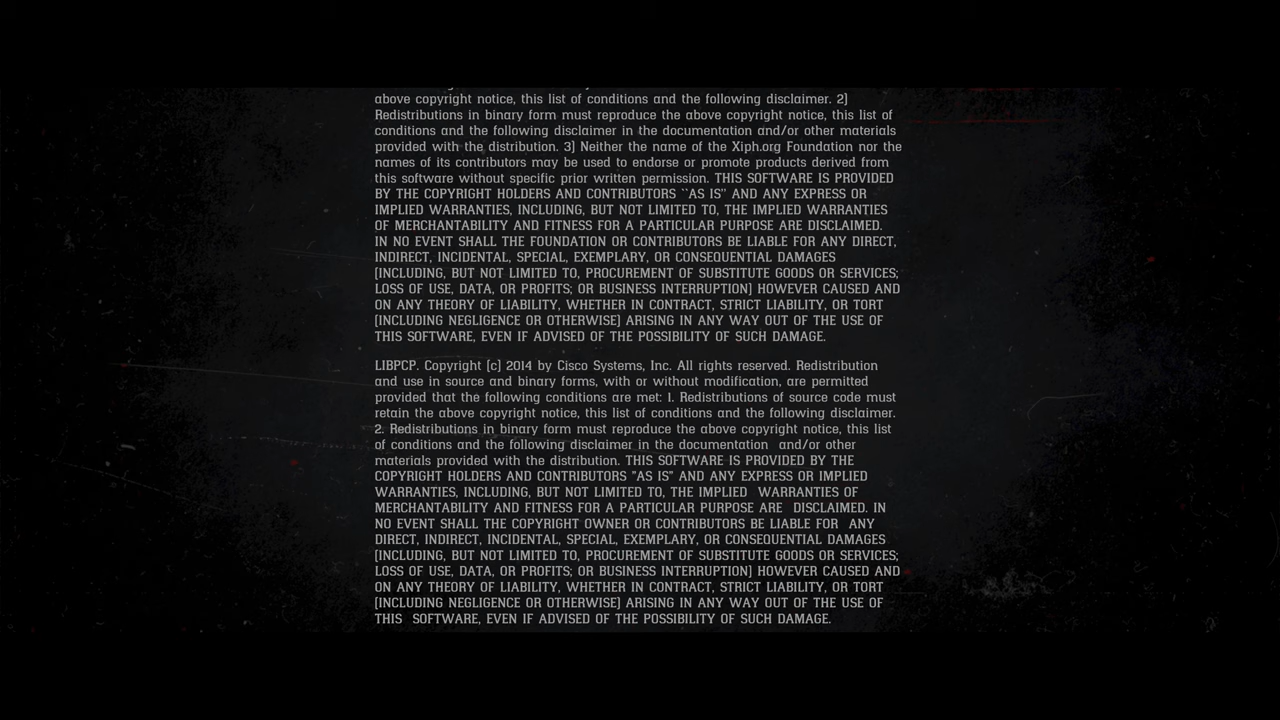 above copyright notice, this list of conditions and the following disclaimer. 2]
Redistributions in binary form must reproduce the above copyright notice, this list of
conditions and the following disclaimer in the documentation and/or other materials
provided with the distribution. 3] Neither the name of the Xiph.org Foundation nor the
names of its contributors may be used to endorse or promote products derived from
this software without specific prior written permission. THIS SOFTWARE IS PROVIDED
BY THE COPYRIGHT HOLDERS AND CONTRIBUTORS ``AS IS'' AND ANY EXPRESS OR
IMPLIED WARRANTIES, INCLUDING, BUT NOT LIMITED TO, THE IMPLIED WARRANTIES
OF MERCHANTABILITY AND FITNESS FOR A PARTICULAR PURPOSE ARE DISCLAIMED.
IN NO EVENT SHALL THE FOUNDATION OR CONTRIBUTORS BE LIABLE FOR ANY DIRECT,
INDIRECT, INCIDENTAL, SPECIAL, EXEMPLARY, OR CONSEQUENTIAL DAMAGES
[INCLUDING, BUT NOT LIMITED TO, PROCUREMENT OF SUBSTITUTE GOODS OR SERVICES;
LOSS OF USE, DATA, OR PROFITS; OR BUSINESS INTERRUPTION] HOWEVER CAUSED AND
ON ANY THEORY OF LIABILITY, WHETHER IN CONTRACT, STRICT LIABILITY, OR TORT
[INCLUDING NEGLIGENCE OR OTHERWISE] ARISING IN ANY WAY OUT OF THE USE OF
THIS SOFTWARE, EVEN IF ADVISED OF THE POSSIBILITY OF SUCH DAMAGE.
LIBPCP. Copyright [c] 2014 by Cisco Systems, Inc. All rights reserved. Redistribution
and use in source and binary forms, with or without modification, are permitted
provided that the following conditions are met: 1. Redistributions of source code must
retain the above copyright notice, this list of conditions and the following disclaimer.
2. Redistributions in binary form must reproduce the above copyright notice, this list
of conditions and the following disclaimer in the documentation  and/or other
materials provided with the distribution. THIS SOFTWARE IS PROVIDED BY THE
COPYRIGHT HOLDERS AND CONTRIBUTORS "AS IS" AND ANY EXPRESS OR IMPLIED
WARRANTIES, INCLUDING, BUT NOT LIMITED TO, THE IMPLIED  WARRANTIES OF
MERCHANTABILITY AND FITNESS FOR A PARTICULAR PURPOSE ARE  DISCLAIMED. IN
NO EVENT SHALL THE COPYRIGHT OWNER OR CONTRIBUTORS BE LIABLE FOR  ANY
DIRECT, INDIRECT, INCIDENTAL, SPECIAL, EXEMPLARY, OR CONSEQUENTIAL DAMAGES
[INCLUDING, BUT NOT LIMITED TO, PROCUREMENT OF SUBSTITUTE GOODS OR SERVICES;
LOSS OF USE, DATA, OR PROFITS; OR BUSINESS INTERRUPTION] HOWEVER CAUSED AND
ON ANY THEORY OF LIABILITY, WHETHER IN CONTRACT, STRICT LIABILITY, OR TORT
[INCLUDING NEGLIGENCE OR OTHERWISE] ARISING IN ANY WAY OUT OF THE USE OF
THIS  SOFTWARE, EVEN IF ADVISED OF THE POSSIBILITY OF SUCH DAMAGE.